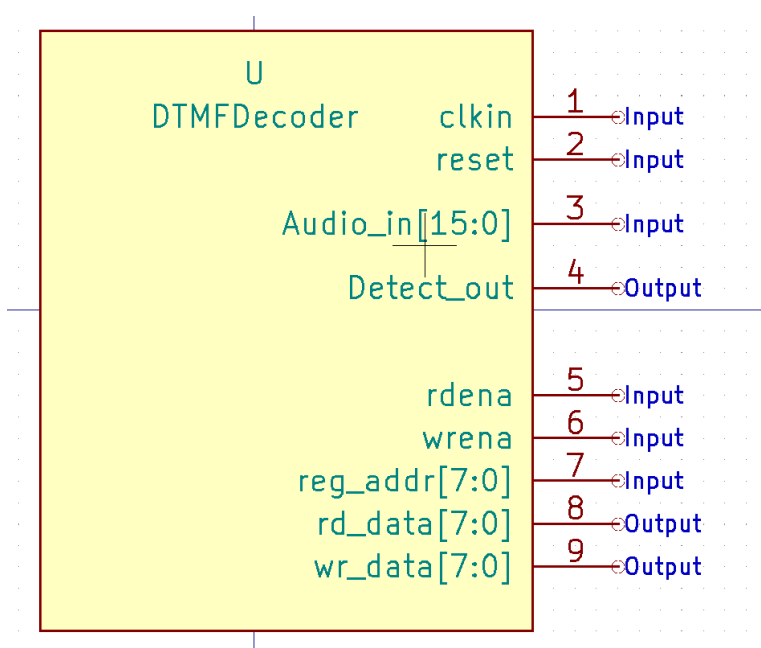 U
DTMFDecoder
clkin 1 Input
reset 2 Input
Audio_in[15:0] 3 Input
Detect_out 4 Output
rdena 5 Input
wrena 6 Input
reg_addr[7:0] 7 Input
rd_data[7:0] 8 Output
wr_data[7:0] 9 Output